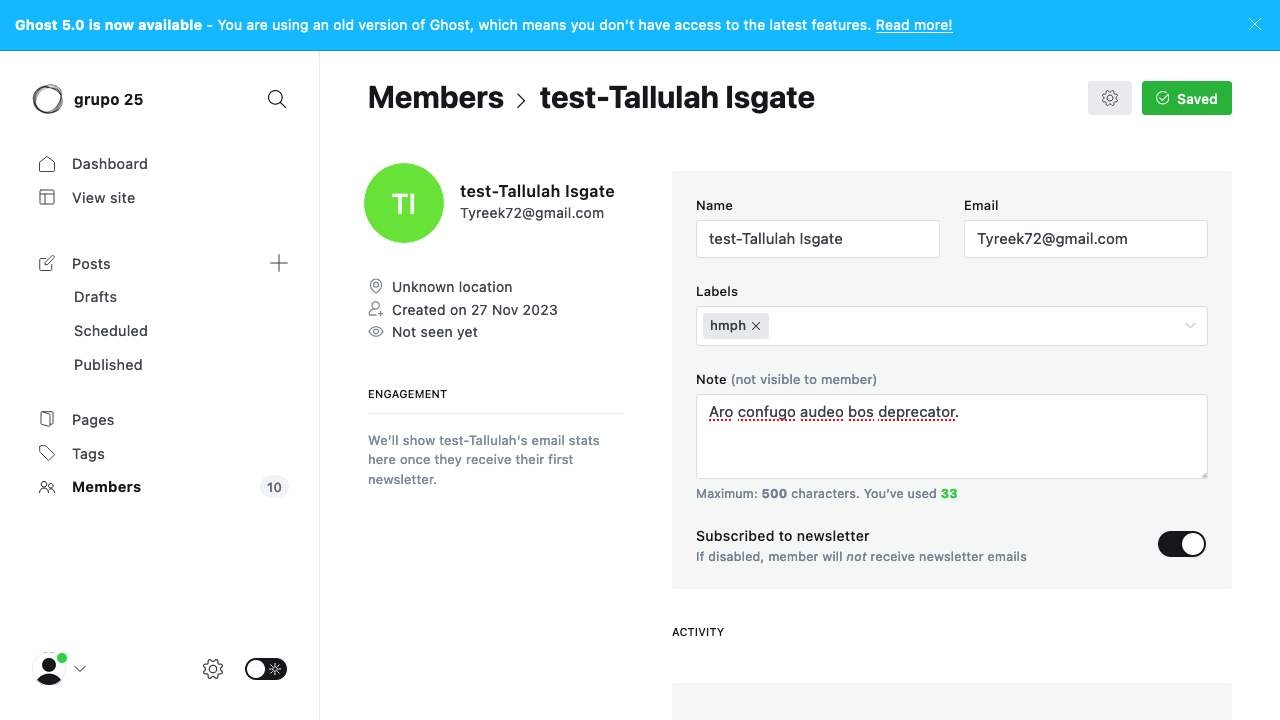 Ghost 5.0 is now available - You are using an old version of Ghost, which means you don't have access to the latest features. Read more!
grupo 25
Dashboard
View site
Posts
Drafts
Scheduled
Published
Pages
Tags
Members 10
Members > test-Tallulah Isgate
Saved
TI
test-Tallulah Isgate
Tyreek72@gmail.com
Unknown location
Created on 27 Nov 2023
Not seen yet
ENGAGEMENT
We'll show test-Tallulah's email stats
here once they receive their first
newsletter.
Name Email
test-Tallulah Isgate Tyreek72@gmail.com
Labels
hmph
Note (not visible to member)
Aro confugo audeo bos deprecator.
Maximum: 500 characters. You've used 33
Subscribed to newsletter
If disabled, member will not receive newsletter emails
ACTIVITY